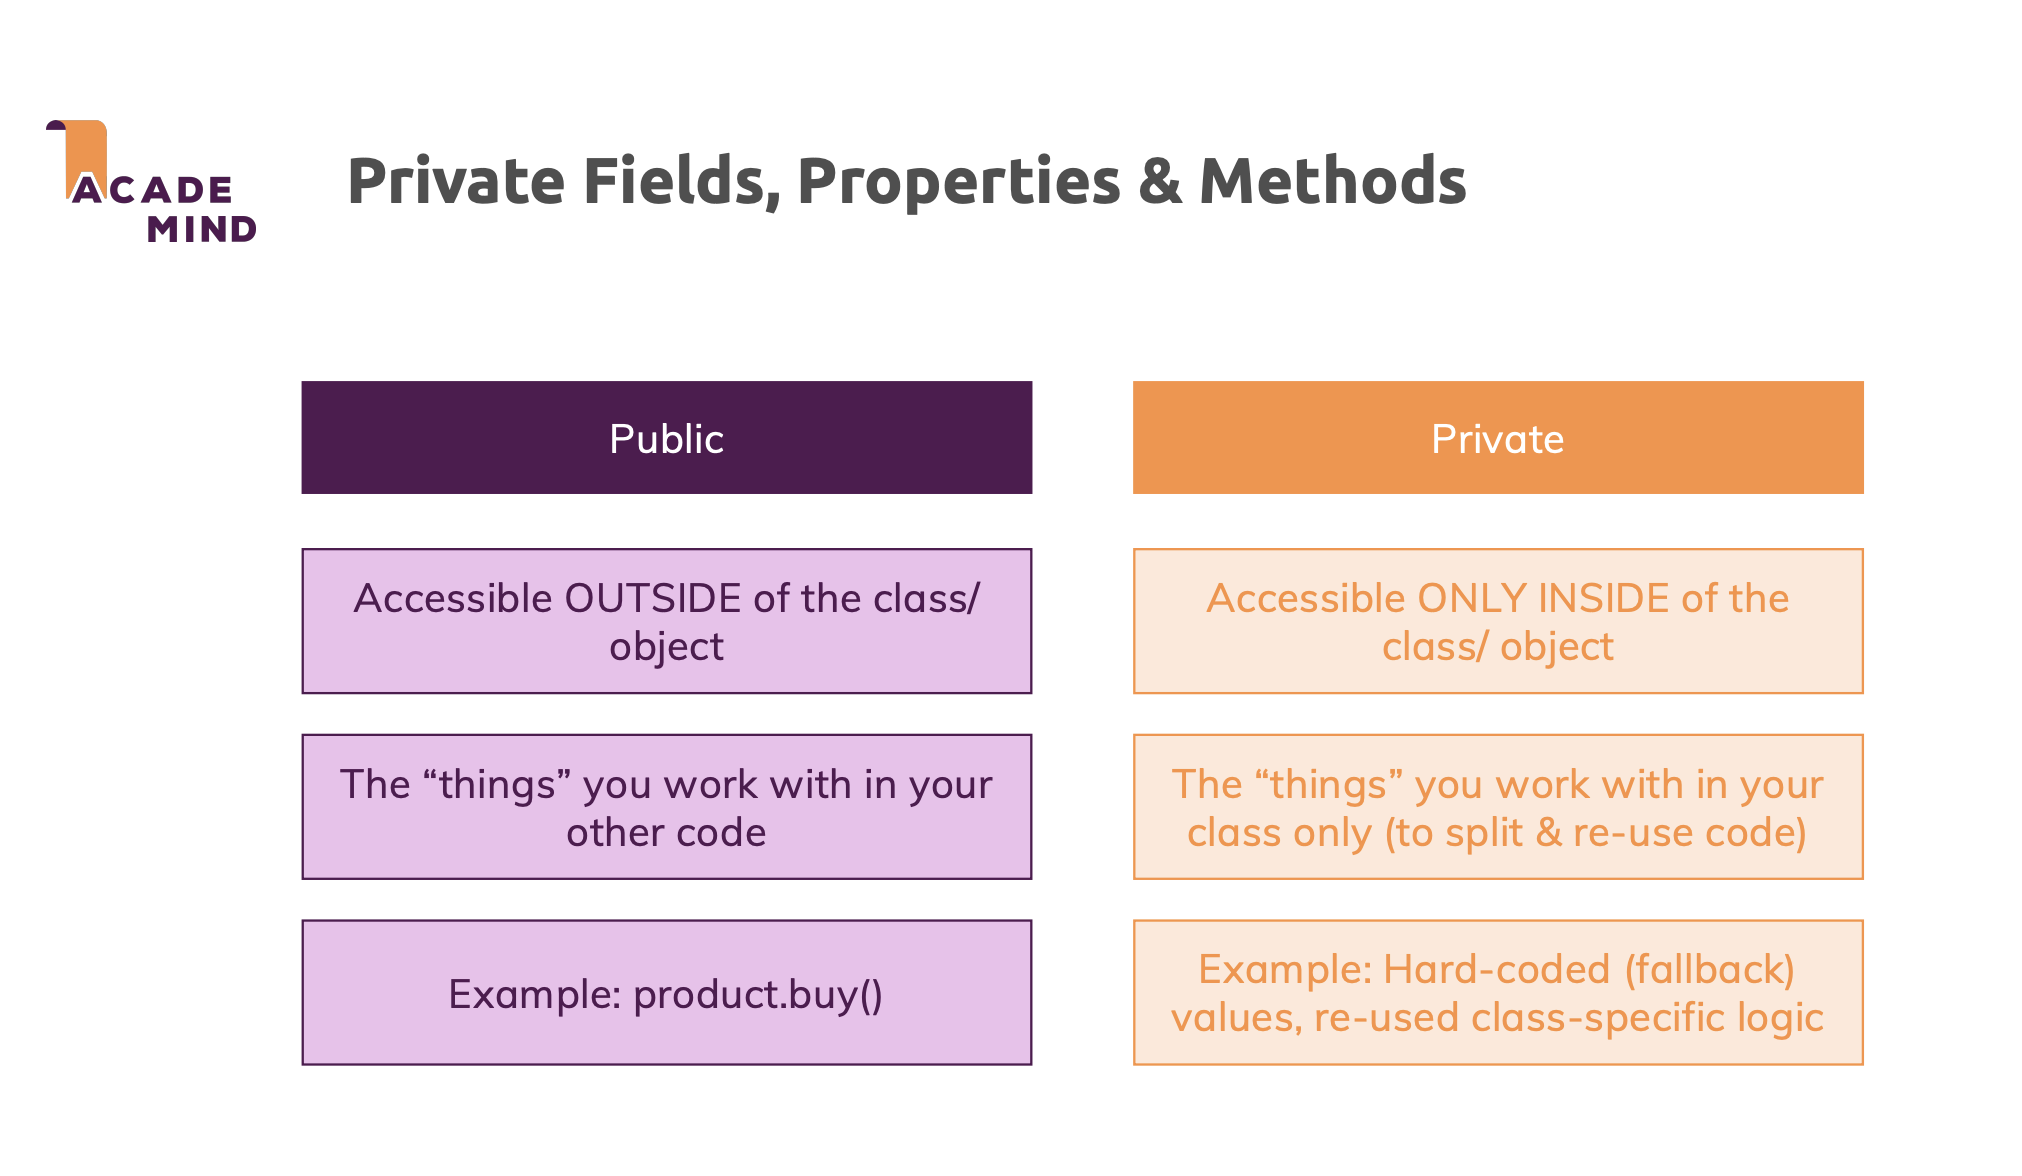 ACADE
MIND
Private Fields, Properties & Methods
Public
Private
Accessible OUTSIDE of the class/
object
Accessible ONLY INSIDE of the
class/ object
The “things” you work with in your
other code
The “things” you work with in your
class only (to split & re-use code)
Example: product.buy()
Example: Hard-coded (fallback)
values, re-used class-specific logic